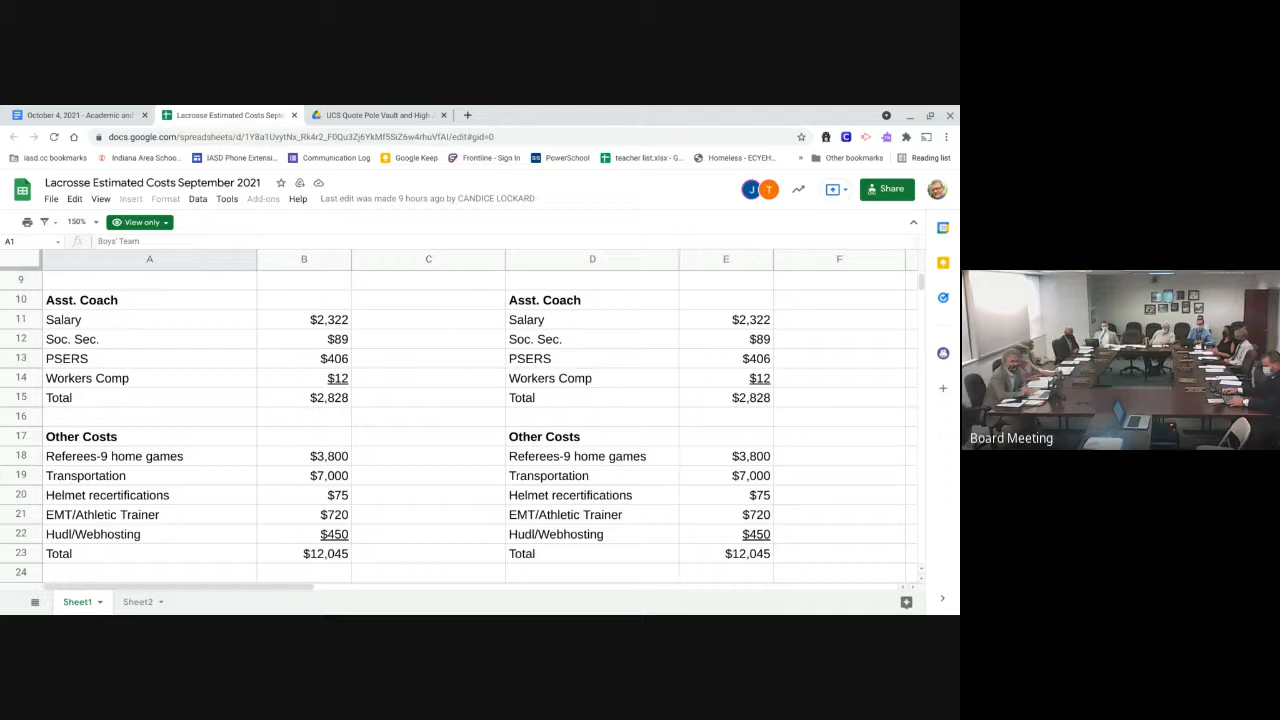 October 4, 2021 - Academic and
Lacrosse Estimated Costs Sept
UCS Quote Pole Vault and High
docs.google.com/spreadsheets/d/1Y8a1UvytNx_Rk4r2_F0Qu3Zj6YkMf5SiZ6w4rhuVfAI/edit#gid=0
iasd.cc bookmarks
Indiana Area Schoo...
IASD Phone Extensi...
Communication Log
Google Keep
Frontline - Sign In
PowerSchool
teacher list.xlsx - G...
Homeless - ECYEH...
Other bookmarks
Reading list
Lacrosse Estimated Costs September 2021
J T Share
File Edit View Insert Format Data Tools Add-ons Help Last edit was made 9 hours ago by CANDICE LOCKARD
150% View only
A1 fx Boys' Team
A B C D E F
9
10 Asst. Coach Asst. Coach
11 Salary $2,322 Salary $2,322
12 Soc. Sec. $89 Soc. Sec. $89
13 PSERS $406 PSERS $406
14 Workers Comp $12 Workers Comp $12
15 Total $2,828 Total $2,828
16
17 Other Costs Other Costs
18 Referees-9 home games $3,800 Referees-9 home games $3,800
19 Transportation $7,000 Transportation $7,000
20 Helmet recertifications $75 Helmet recertifications $75
21 EMT/Athletic Trainer $720 EMT/Athletic Trainer $720
22 Hudl/Webhosting $450 Hudl/Webhosting $450
23 Total $12,045 Total $12,045
24
Sheet1 Sheet2
Board Meeting